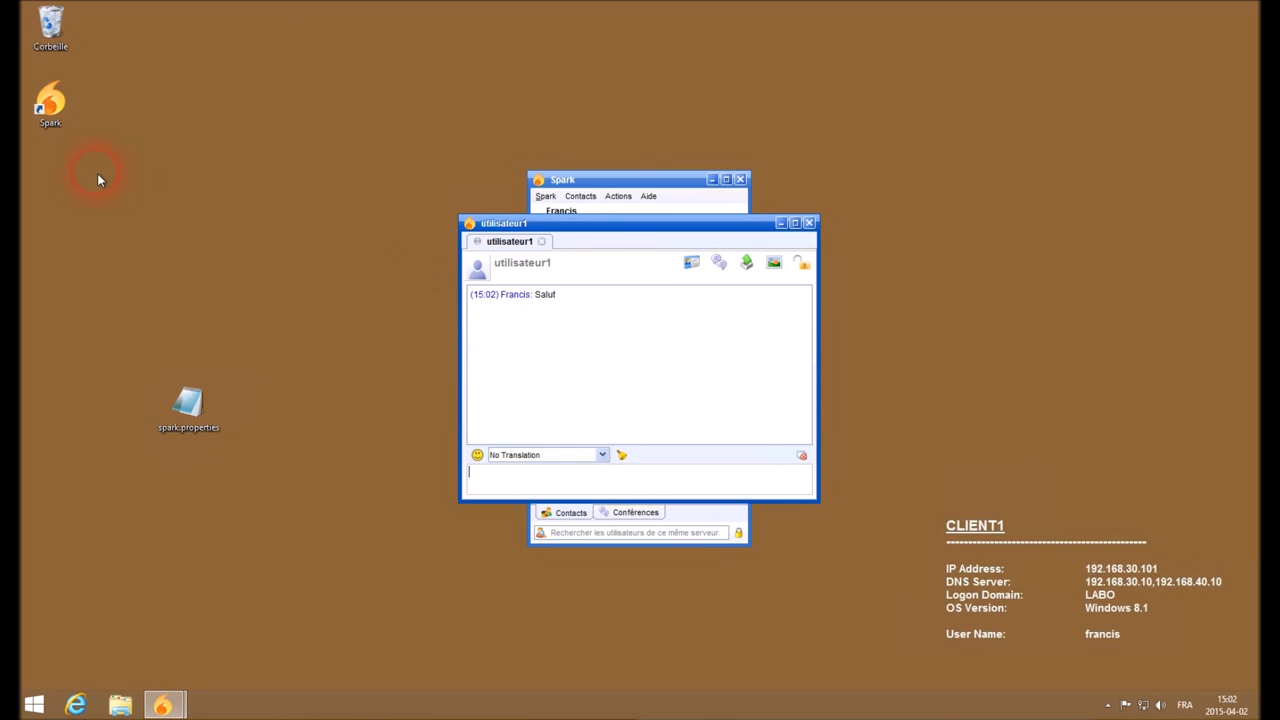 Corbeille
Spark
spark.properties
Spark
Spark Contacts Actions Aide
Francis
utilisateur1
utilisateur1
utilisateur1
(15:02) Francis: Salut
No Translation
Contacts Conférences
Rechercher les utilisateurs de ce même serveur.
CLIENT1
------------------------------------------------
IP Address: 192.168.30.101
DNS Server: 192.168.30.10,192.168.40.10
Logon Domain: LABO
OS Version: Windows 8.1
User Name: francis
FRA
15:02
2015-04-02